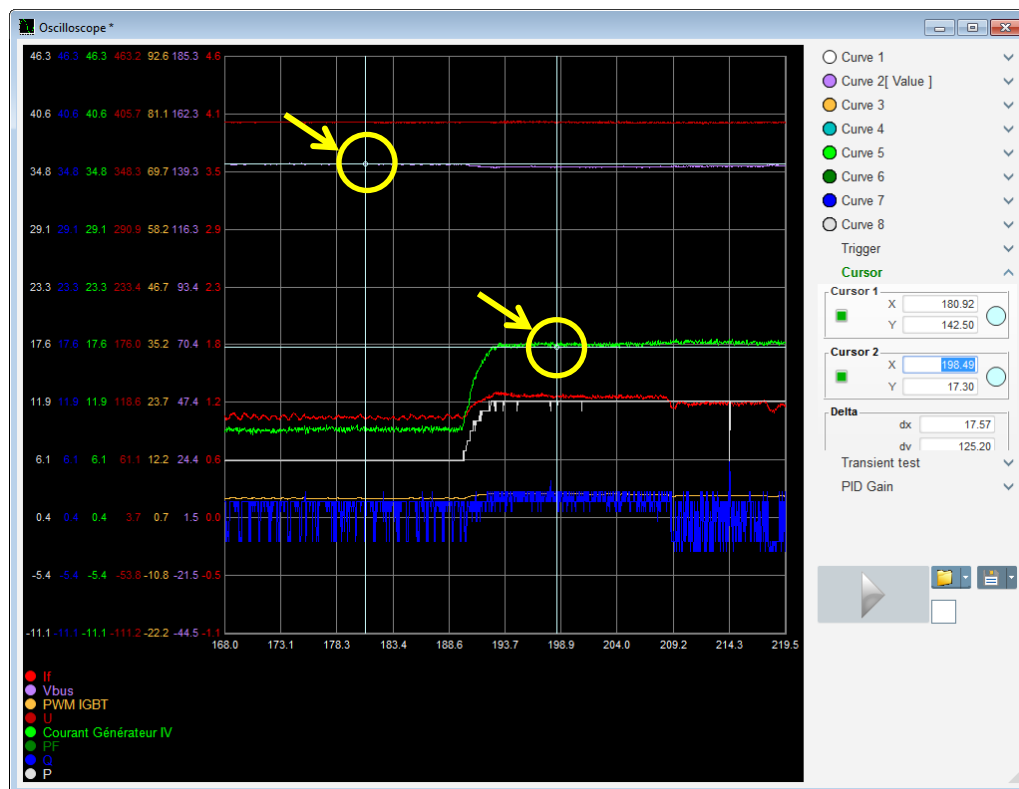 Oscilloscope *
46.3 46.3 46.3 463.2 92.6 185.3 4.6
40.6 40.6 40.6 405.7 81.1 162.3 4.1
34.8 34.8 34.8 348.3 69.7 139.3 3.5
29.1 29.1 29.1 290.9 58.2 116.3 2.9
23.3 23.3 23.3 233.4 46.7 93.4 2.3
17.6 17.6 17.6 176.0 35.2 70.4 1.8
11.9 11.9 11.9 118.6 23.7 47.4 1.2
6.1 6.1 6.1 61.1 12.2 24.4 0.6
0.4 0.4 0.4 3.7 0.7 1.5 0.0
-5.4 -5.4 -5.4 -53.8 -10.8 -21.5 -0.5
-11.1 -11.1 -11.1 -111.2 -22.2 -44.5 -1.1
168.0 173.1 178.3 183.4 188.6 193.7 198.9 204.0 209.2 214.3 219.5
If
Vbus
PWM IGBT
U
Courant Générateur IV
PF
Q
P
Curve 1
Curve 2[ Value ]
Curve 3
Curve 4
Curve 5
Curve 6
Curve 7
Curve 8
Trigger
Cursor
Cursor 1
X 180.92
Y 142.50
Cursor 2
X 198.49
Y 17.30
Delta
dx 17.57
dy 125.20
Transient test
PID Gain